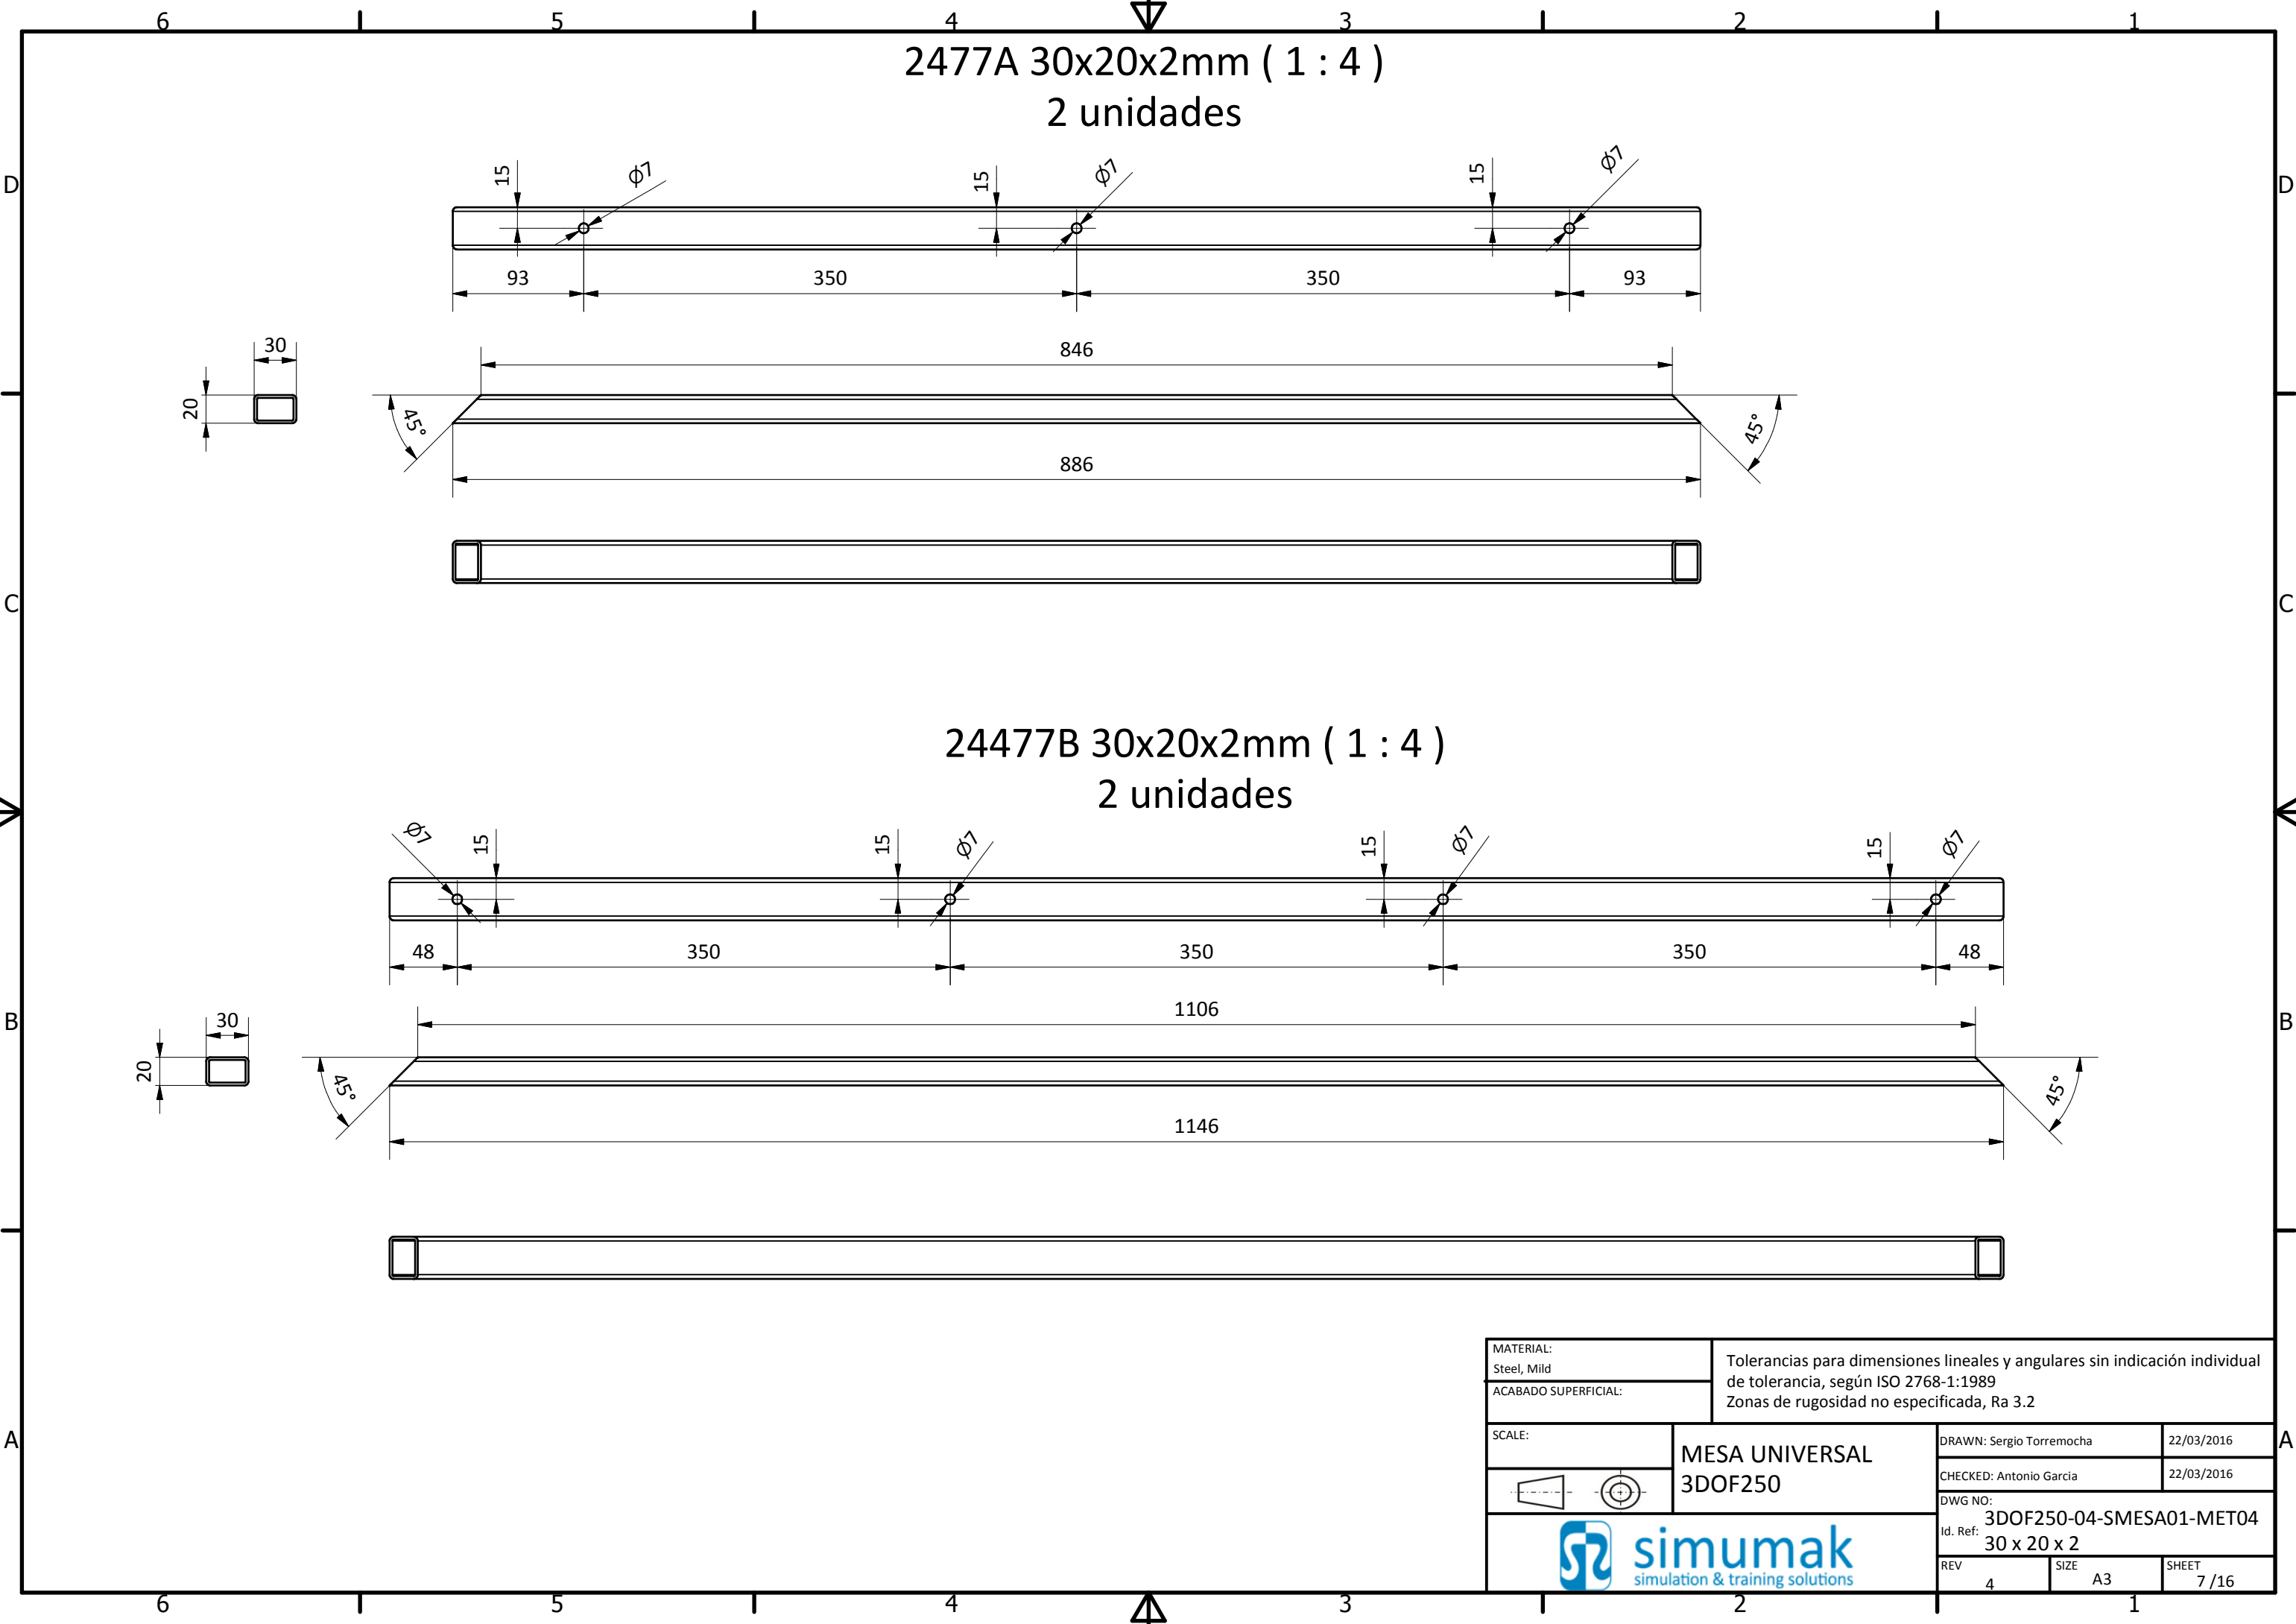 6 5 4 3 2 1
2477A 30x20x2mm ( 1 : 4 )
2 unidades
D D
15 ϕ7 15 ϕ7 15 ϕ7
93 350 350 93
30
846
20
45° 45°
886
C C
24477B 30x20x2mm ( 1 : 4 )
2 unidades
ϕ7 15 15 ϕ7 15 ϕ7 15 ϕ7
48 350 350 350 48
1106
B B
30
20
45° 45°
1146
MATERIAL:
Steel, Mild
ACABADO SUPERFICIAL:
Tolerancias para dimensiones lineales y angulares sin indicación individual
de tolerancia, según ISO 2768-1:1989
Zonas de rugosidad no especificada, Ra 3.2
A A
SCALE:
MESA UNIVERSAL
3DOF250
DRAWN: Sergio Torremocha 22/03/2016
CHECKED: Antonio Garcia 22/03/2016
DWG NO:
3DOF250-04-SMESA01-MET04
Id. Ref: 30 x 20 x 2
simumak
simulation & training solutions
REV 4
SIZE A3
SHEET 7 /16
6 5 4 3 2 1